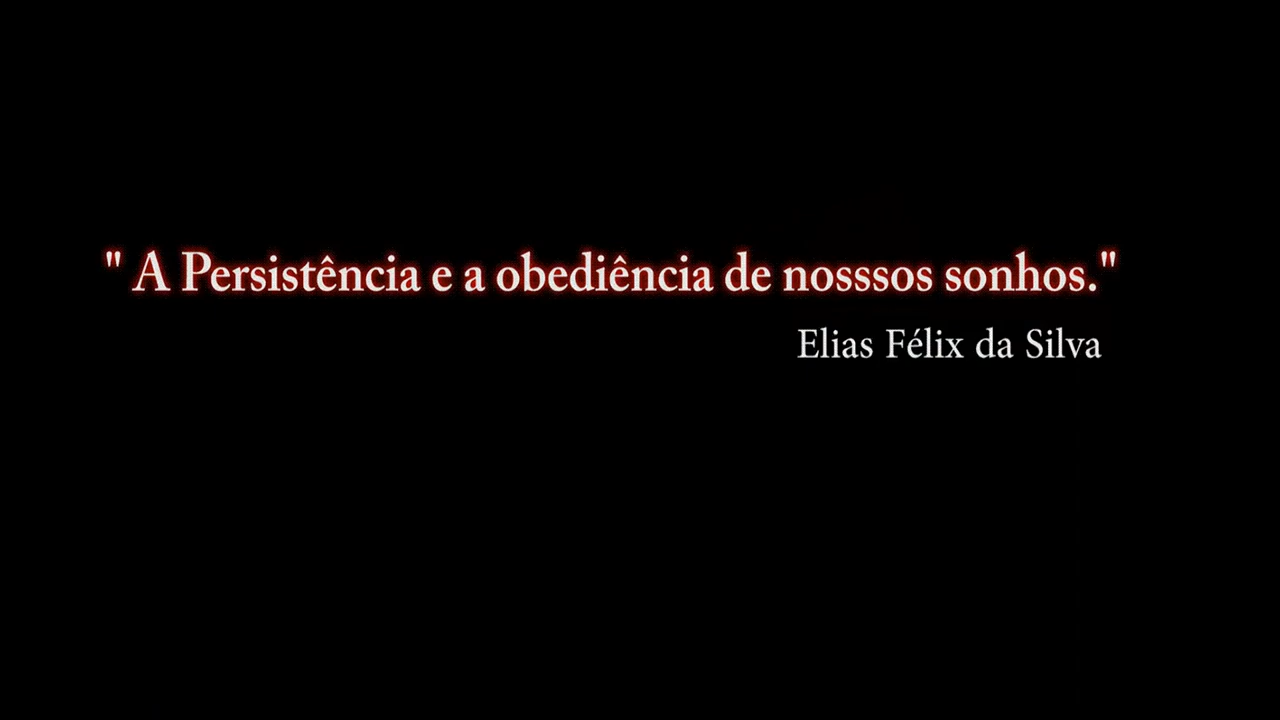 " A Persistência e a obediência de nosssos sonhos."
Elias Félix da Silva